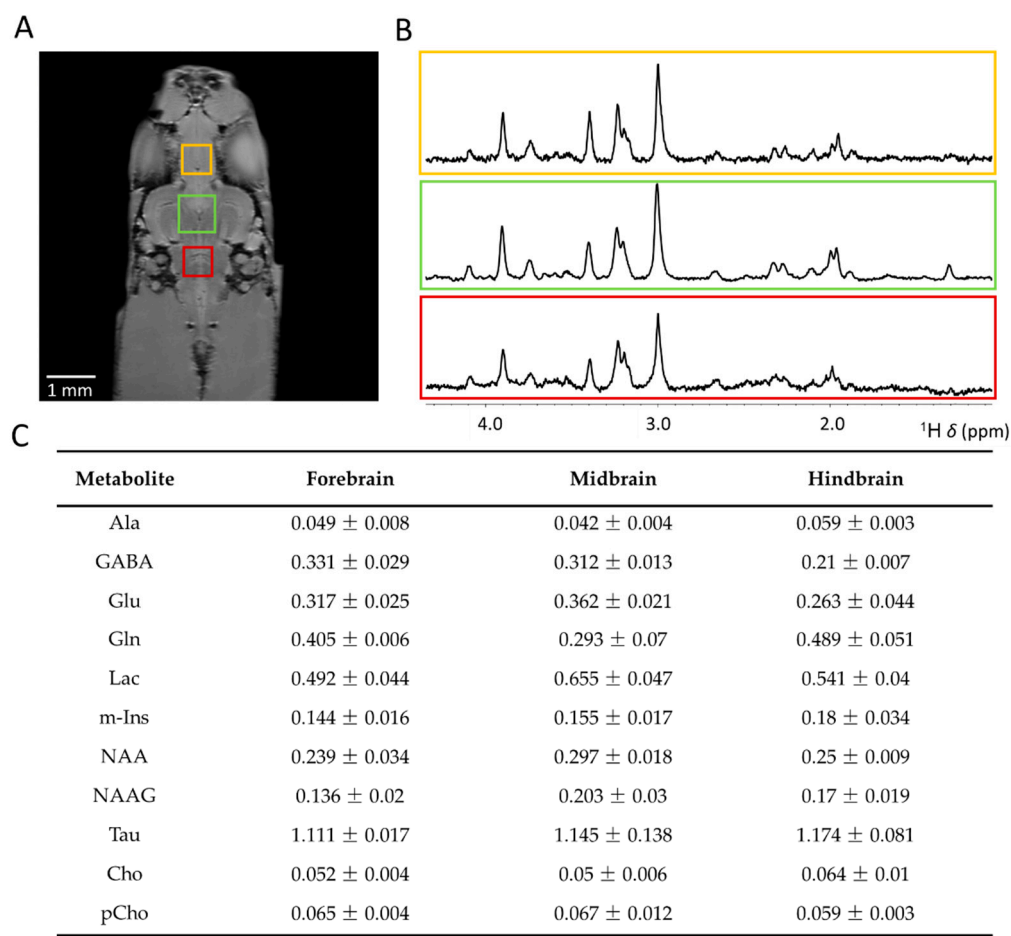 A
B
1 mm
4.0 3.0 2.0 ¹H δ (ppm)
C
Metabolite Forebrain Midbrain Hindbrain
Ala 0.049 ± 0.008 0.042 ± 0.004 0.059 ± 0.003
GABA 0.331 ± 0.029 0.312 ± 0.013 0.21 ± 0.007
Glu 0.317 ± 0.025 0.362 ± 0.021 0.263 ± 0.044
Gln 0.405 ± 0.006 0.293 ± 0.07 0.489 ± 0.051
Lac 0.492 ± 0.044 0.655 ± 0.047 0.541 ± 0.04
m-Ins 0.144 ± 0.016 0.155 ± 0.017 0.18 ± 0.034
NAA 0.239 ± 0.034 0.297 ± 0.018 0.25 ± 0.009
NAAG 0.136 ± 0.02 0.203 ± 0.03 0.17 ± 0.019
Tau 1.111 ± 0.017 1.145 ± 0.138 1.174 ± 0.081
Cho 0.052 ± 0.004 0.05 ± 0.006 0.064 ± 0.01
pCho 0.065 ± 0.004 0.067 ± 0.012 0.059 ± 0.003